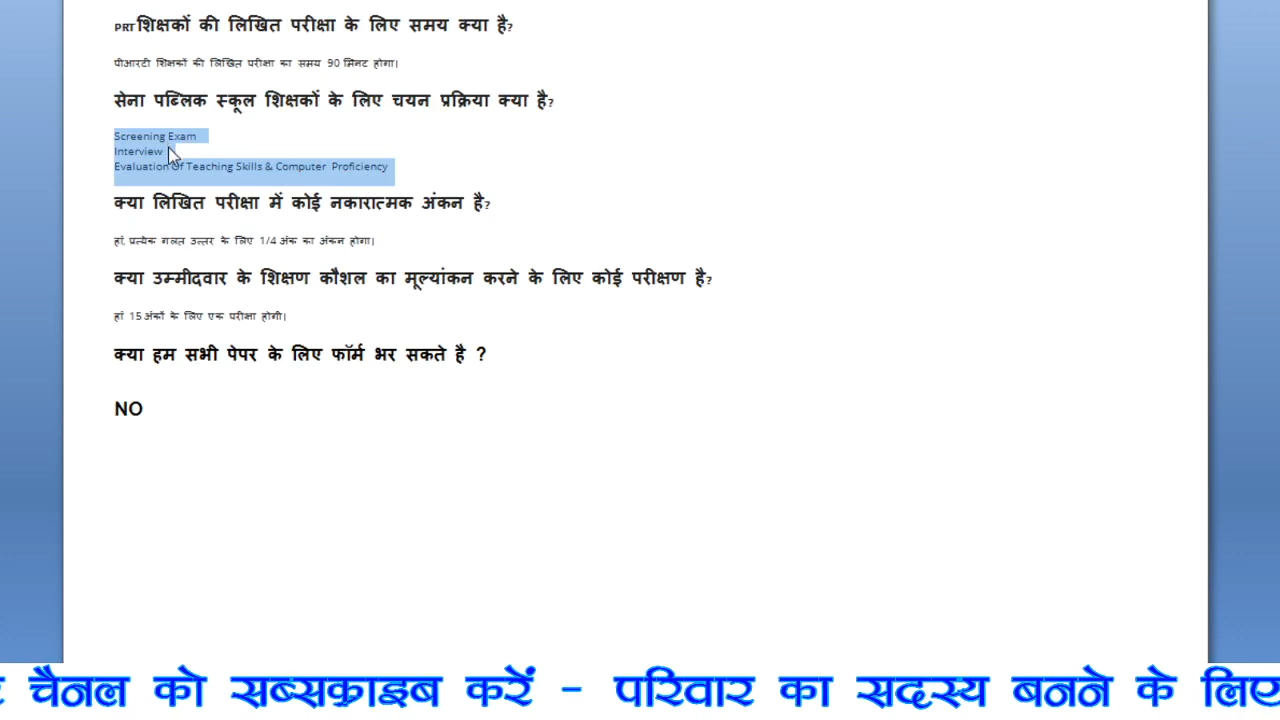 PRT शिक्षकों की लिखित परीक्षा के लिए समय क्या है?
पीआरटी शिक्षकों की लिखित परीक्षा का समय 90 मिनट होगा।
सेना पब्लिक स्कूल शिक्षकों के लिए चयन प्रक्रिया क्या है?
Screening Exam
Interview
Evaluation Of Teaching Skills & Computer Proficiency
क्या लिखित परीक्षा में कोई नकारात्मक अंकन है?
हां, प्रत्येक गलत उत्तर के लिए 1/4 अंक का अंकन होगा।
क्या उम्मीदवार के शिक्षण कौशल का मूल्यांकन करने के लिए कोई परीक्षण है?
हां 15 अंकों के लिए एक परीक्षा होगी।
क्या हम सभी पेपर के लिए फॉर्म भर सकते है ?
NO
चैनल को सब्सक्राइब करें - परिवार का सदस्य बनने के लिए